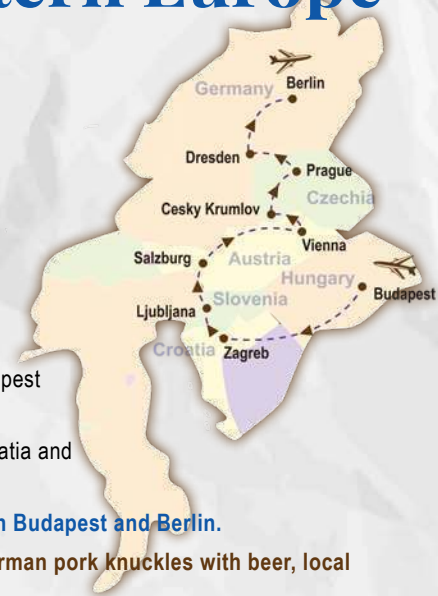 Europe
Germany
Berlin
Dresden
Prague
Czechia
Cesky Krumlov
Vienna
Salzburg
Austria
Hungary
Budapest
Slovenia
Ljubljana
Croatia
Zagreb
pest
atia and
n Budapest and Berlin.
rman pork knuckles with beer, local